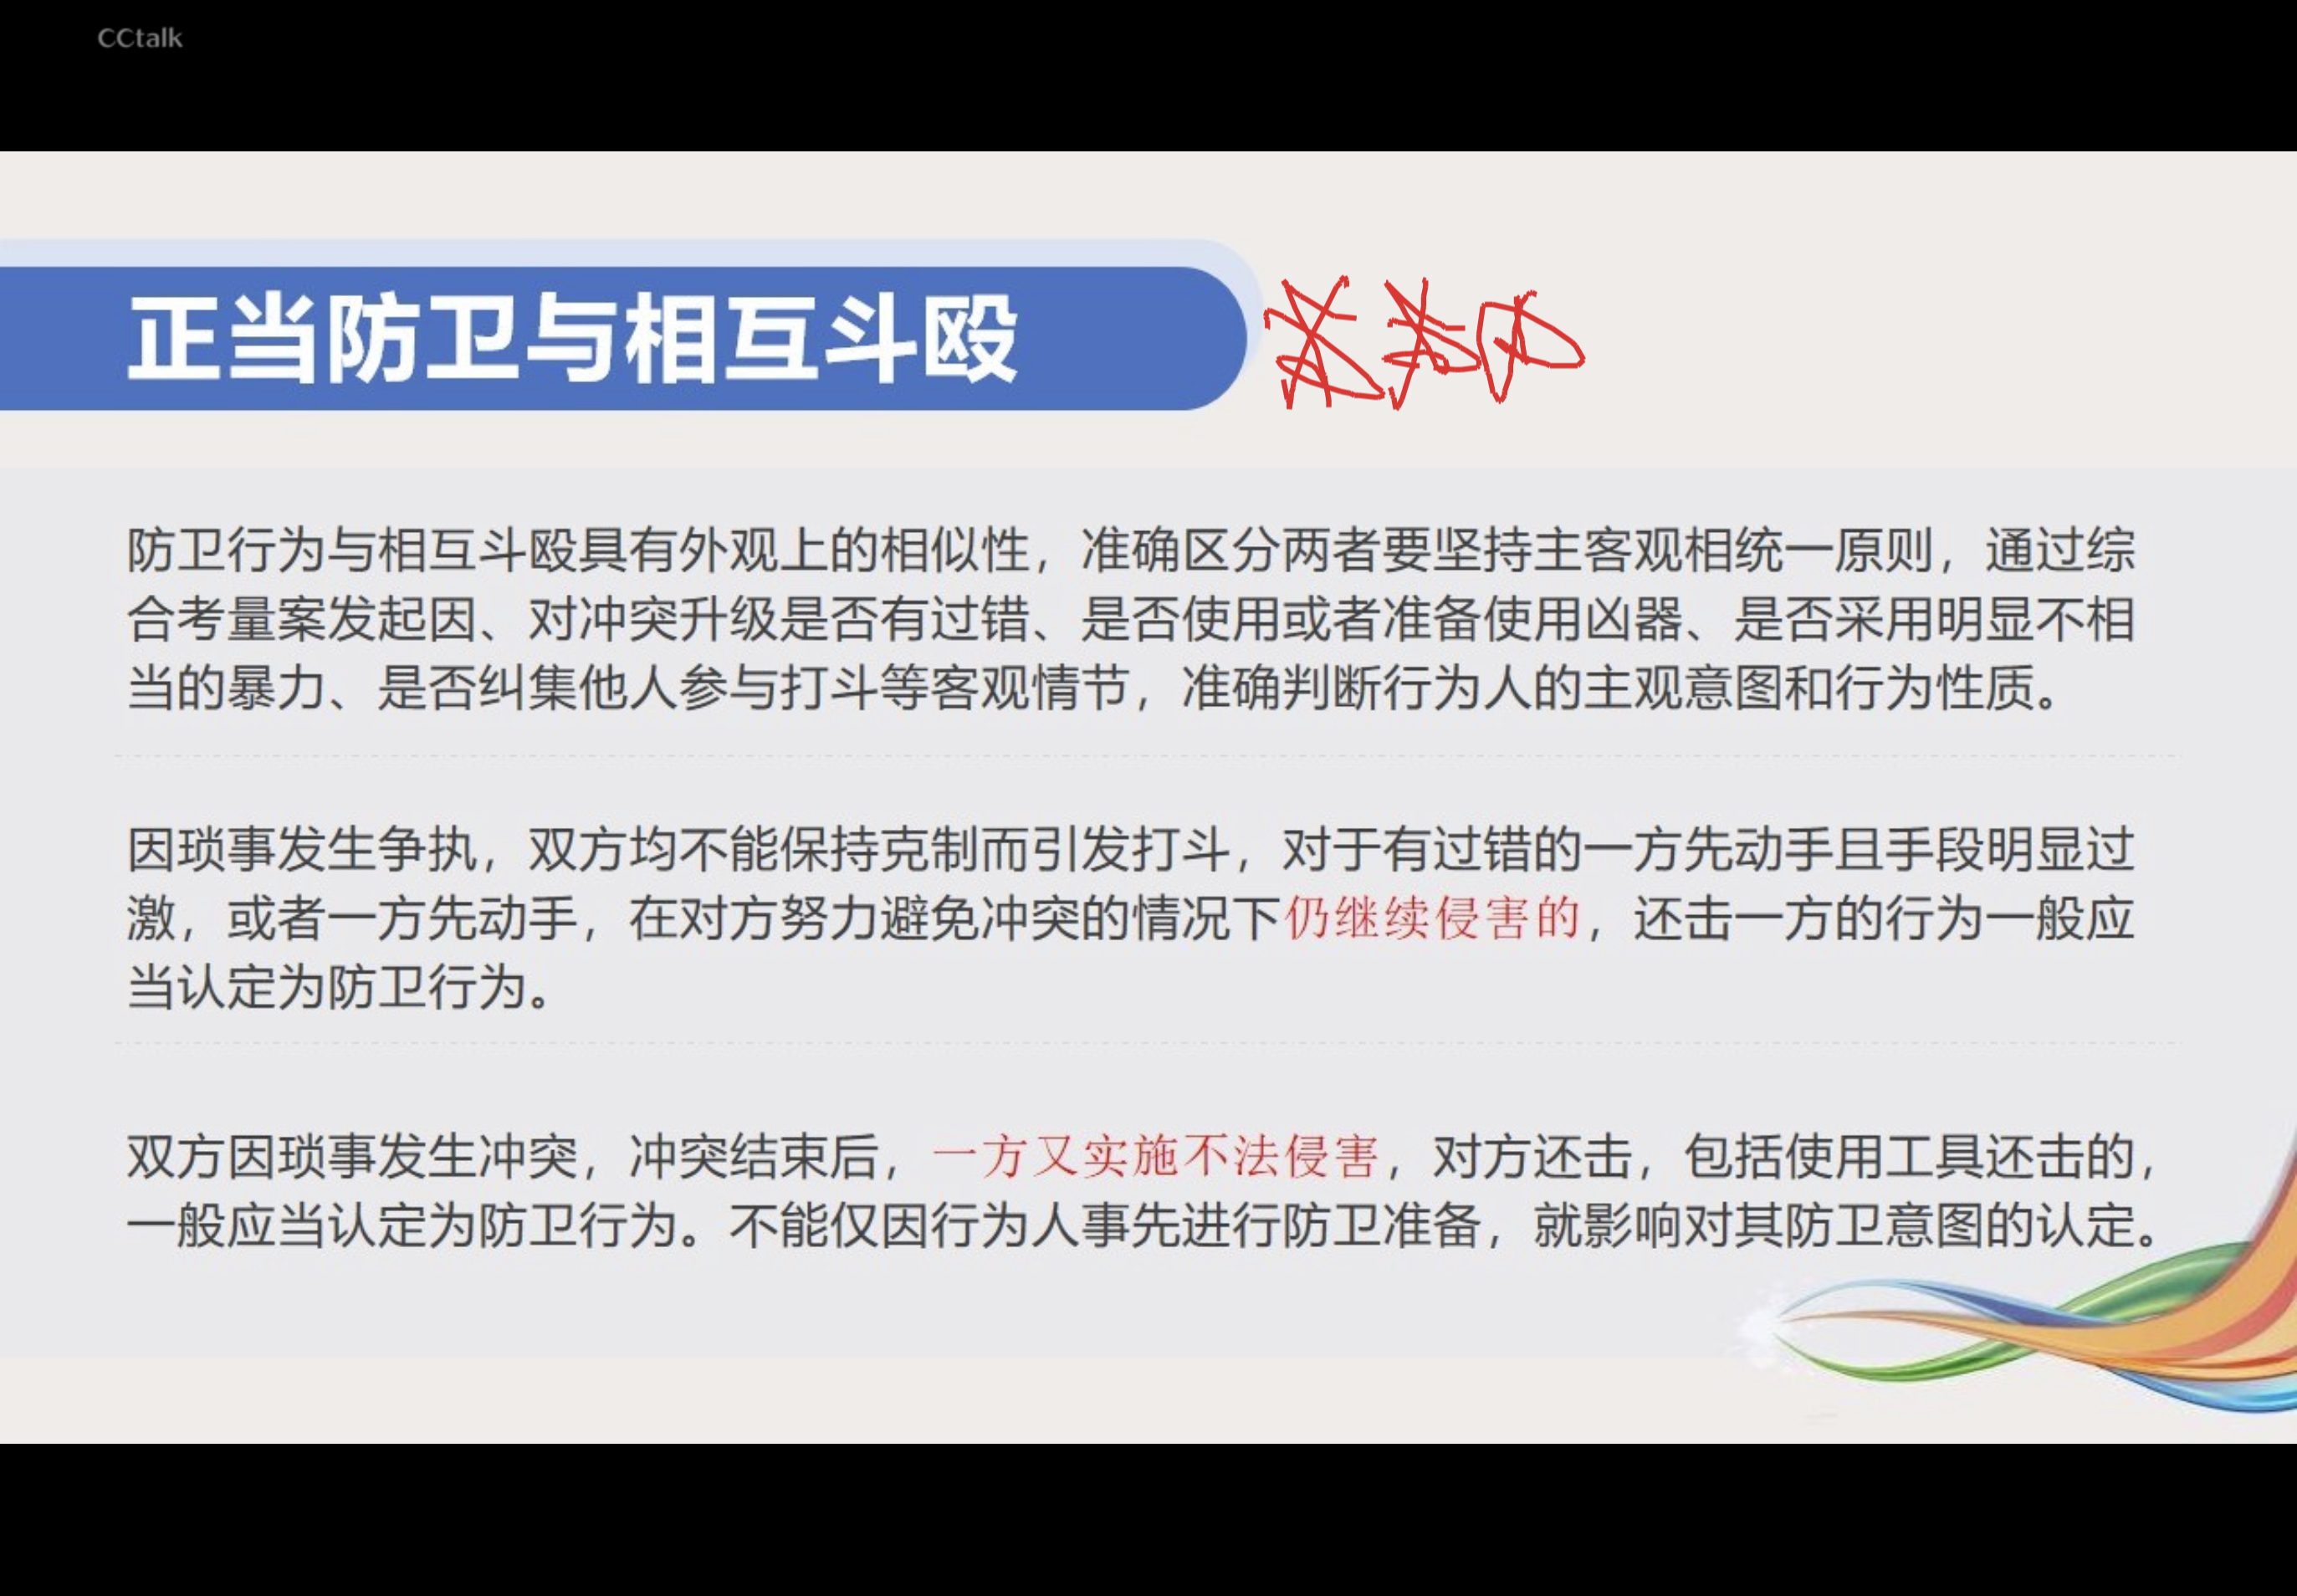 CCtalk
正当防卫与相互斗殴
防卫行为与相互斗殴具有外观上的相似性，准确区分两者要坚持主客观相统一原则，通过综
合考量案发起因、对冲突升级是否有过错、是否使用或者准备使用凶器、是否采用明显不相
当的暴力、是否纠集他人参与打斗等客观情节，准确判断行为人的主观意图和行为性质。
因琐事发生争执，双方均不能保持克制而引发打斗，对于有过错的一方先动手且手段明显过
激，或者一方先动手，在对方努力避免冲突的情况下仍继续侵害的，还击一方的行为一般应
当认定为防卫行为。
双方因琐事发生冲突，冲突结束后，一方又实施不法侵害，对方还击，包括使用工具还击的，
一般应当认定为防卫行为。不能仅因行为人事先进行防卫准备，就影响对其防卫意图的认定。